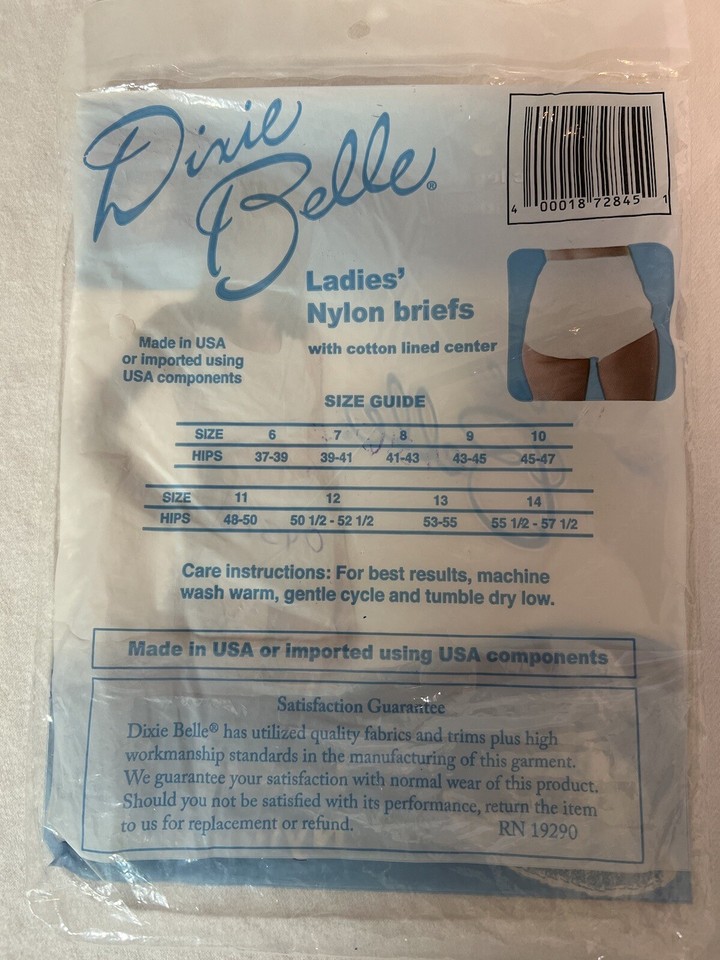 Dixie
Belle®
4 00018 72845 1
Ladies'
Nylon briefs
with cotton lined center
Made in USA
or imported using
USA components
SIZE GUIDE
SIZE 6 7 8 9 10
HIPS 37-39 39-41 41-43 43-45 45-47
SIZE 11 12 13 14
HIPS 48-50 50 1/2 - 52 1/2 53-55 55 1/2 - 57 1/2
Care instructions: For best results, machine
wash warm, gentle cycle and tumble dry low.
Made in USA or imported using USA components
Satisfaction Guarantee
Dixie Belle® has utilized quality fabrics and trims plus high
workmanship standards in the manufacturing of this garment.
We guarantee your satisfaction with normal wear of this product.
Should you not be satisfied with its performance, return the item
to us for replacement or refund. RN 19290